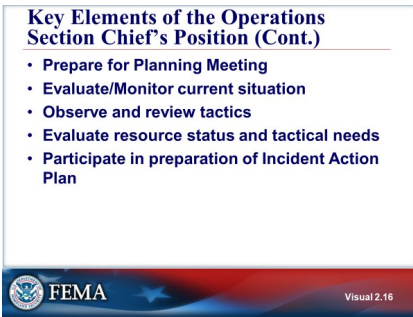 Key Elements of the Operations
Section Chief's Position (Cont.)
• Prepare for Planning Meeting
• Evaluate/Monitor current situation
• Observe and review tactics
• Evaluate resource status and tactical needs
• Participate in preparation of Incident Action
Plan
FEMA
Visual 2.16